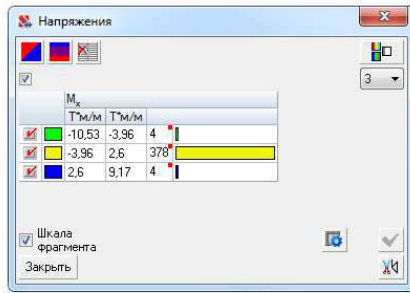 Напряжения
3
Mx
Т*м/м Т*м/м
-10,53 -3,96 4
-3,96 2,6 378
2,6 9,17 4
Шкала
фрагмента
Закрыть